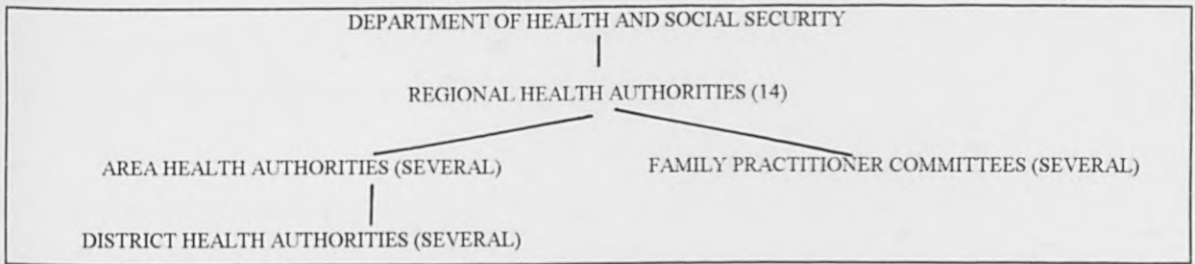 DEPARTMENT OF HEALTH AND SOCIAL SECURITY
REGIONAL HEALTH AUTHORITIES (14)
AREA HEALTH AUTHORITIES (SEVERAL) FAMILY PRACTITIONER COMMITTEES (SEVERAL)
DISTRICT HEALTH AUTHORITIES (SEVERAL)